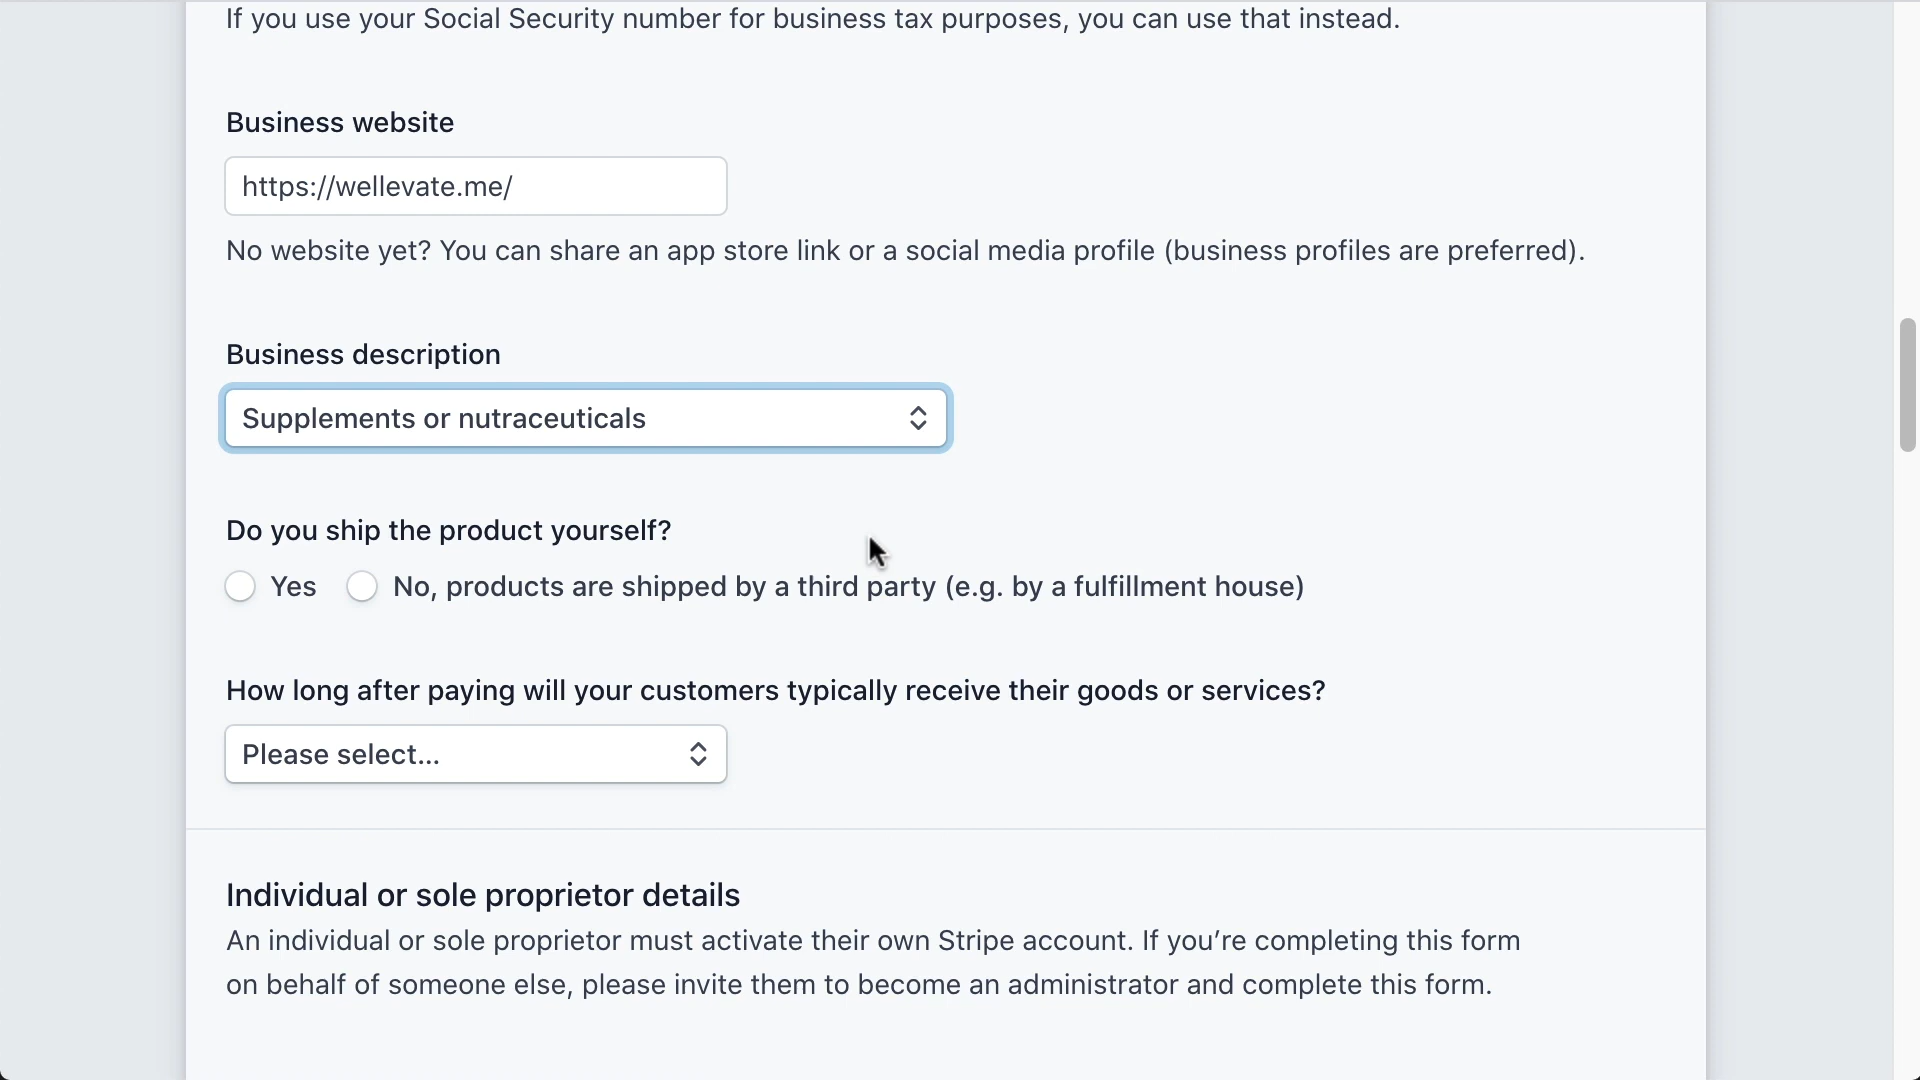 If you use your Social Security number for business tax purposes, you can use that instead.
Business website
https://wellevate.me/
No website yet? You can share an app store link or a social media profile (business profiles are preferred).
Business description
Supplements or nutraceuticals
Do you ship the product yourself?
Yes No, products are shipped by a third party (e.g. by a fulfillment house)
How long after paying will your customers typically receive their goods or services?
Please select...
Individual or sole proprietor details
An individual or sole proprietor must activate their own Stripe account. If you’re completing this form
on behalf of someone else, please invite them to become an administrator and complete this form.